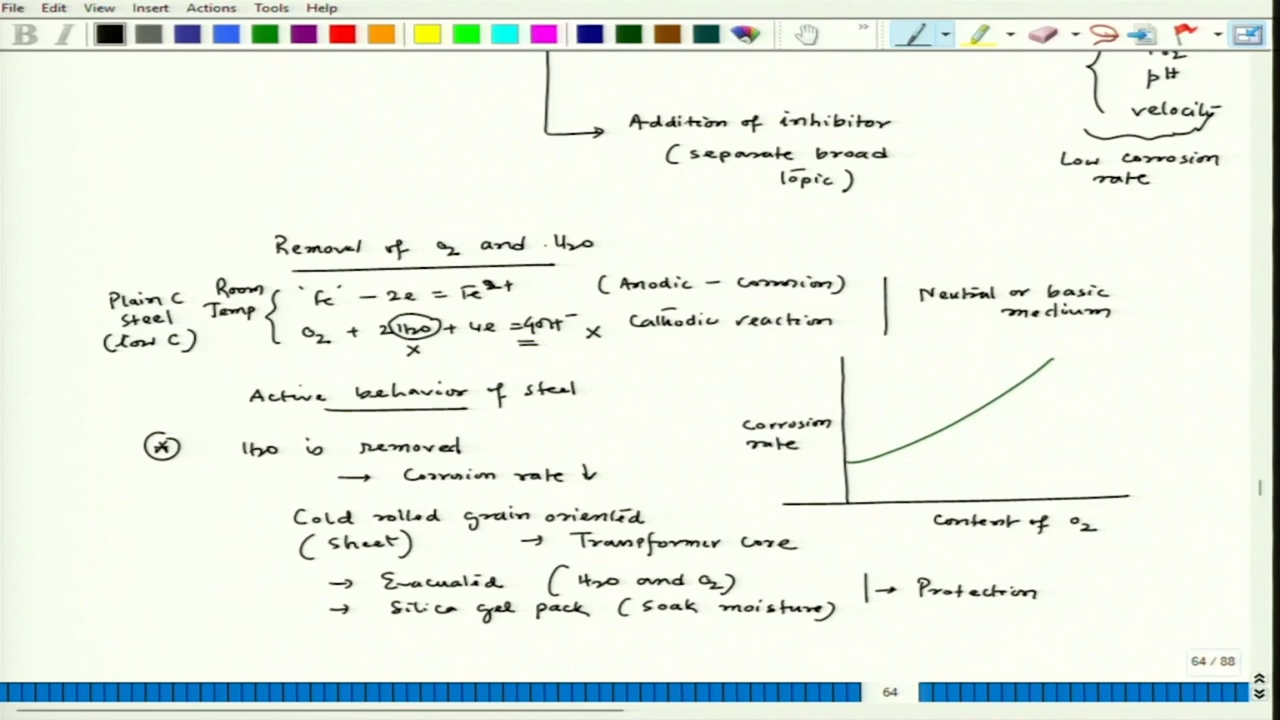 File Edit View Insert Actions Tools Help
B I
pH
velocity
Addition of inhibitor
(separate broad
topic)
Low corrosion
rate
Removal of O2 and H2O
Plain C
steel
(low C)
Room
Temp
Fe - 2e = Fe2+ (Anodic - corrosion)
O2 + 2H2O + 4e = 4OH- x Cathodic reaction
x
Neutral or basic
medium
Active behavior of steel
* H2O is removed
→ Corrosion rate ↓
Corrosion
rate
Content of O2
Cold rolled grain oriented
(sheet) → Transformer core
→ Evacuated (H2O and O2)
→ Silica gel pack (soak moisture)
→ Protection
64 / 88
64